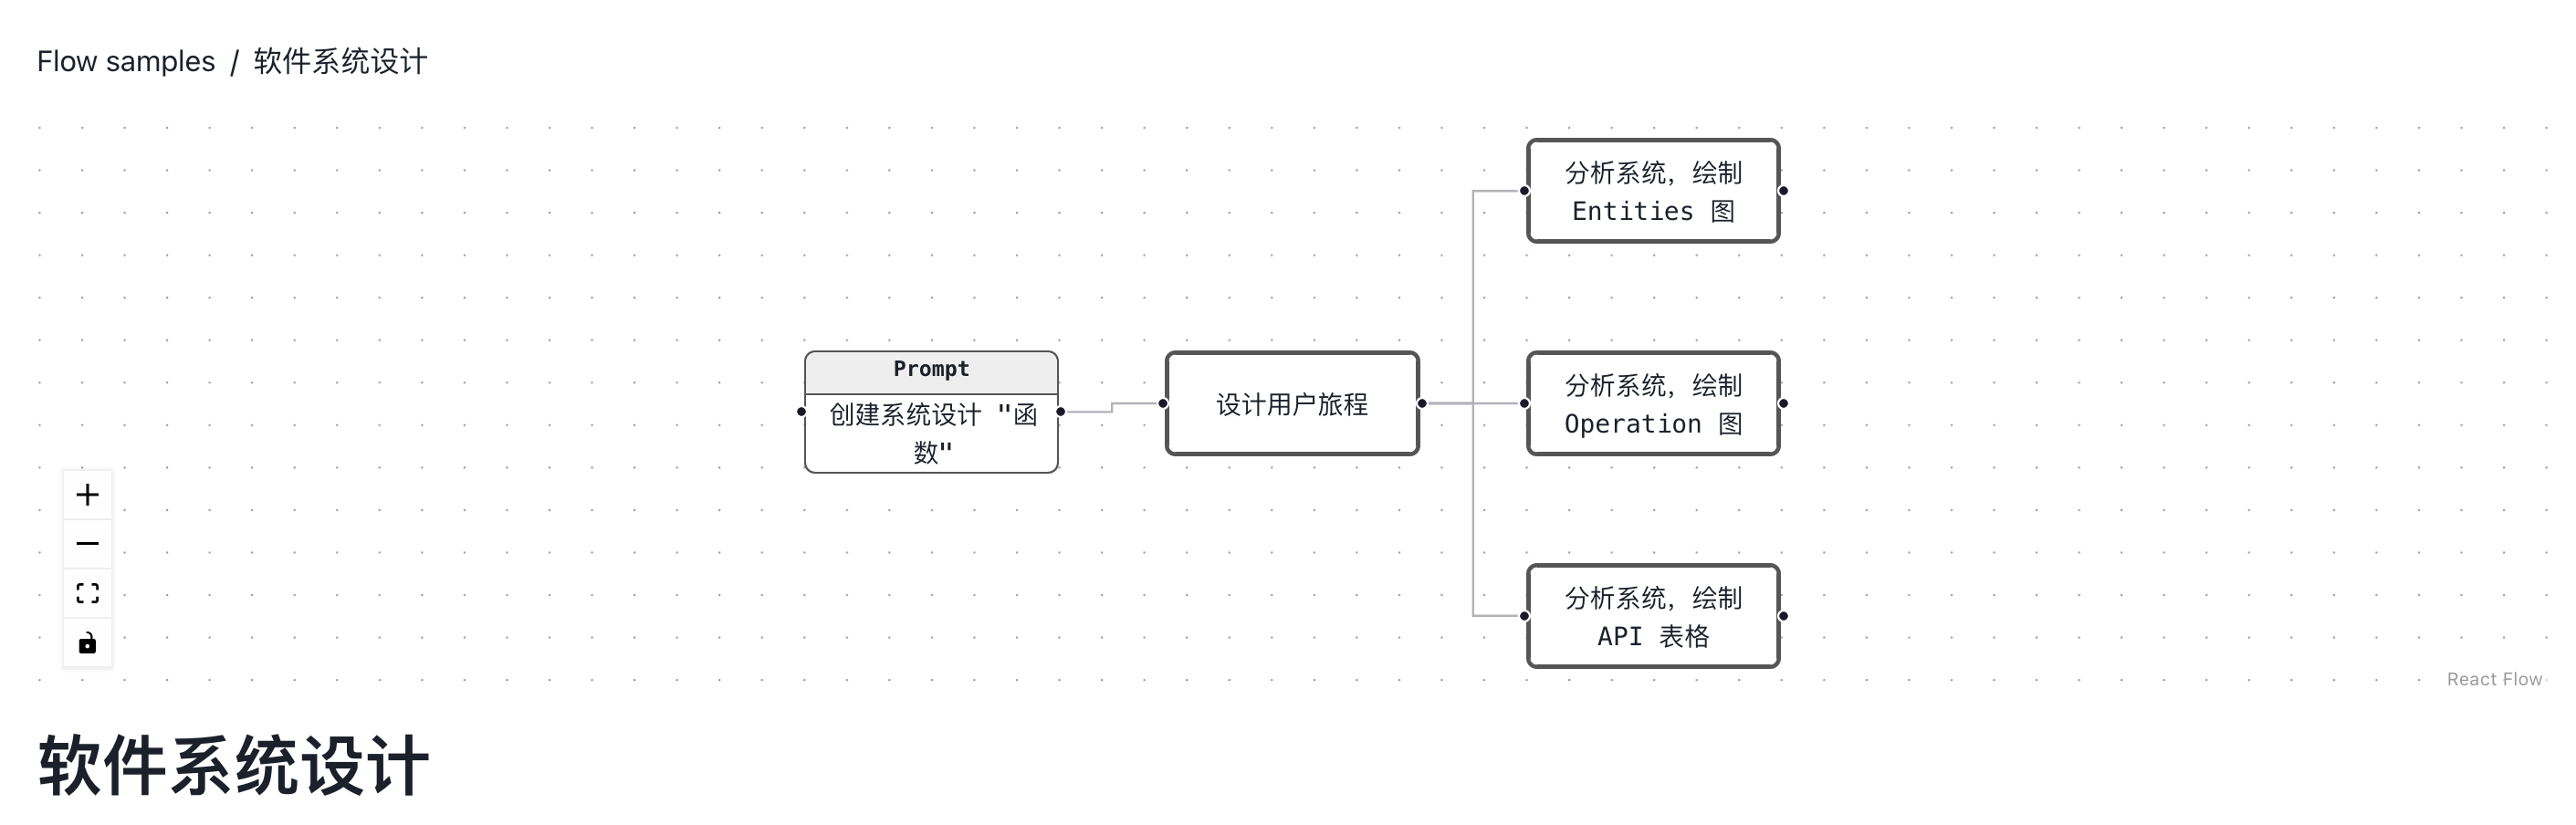 Flow samples / 软件系统设计
Prompt
创建系统设计 "函
数"
设计用户旅程
分析系统，绘制
Entities 图
分析系统，绘制
Operation 图
分析系统，绘制
API 表格
React Flow
软件系统设计